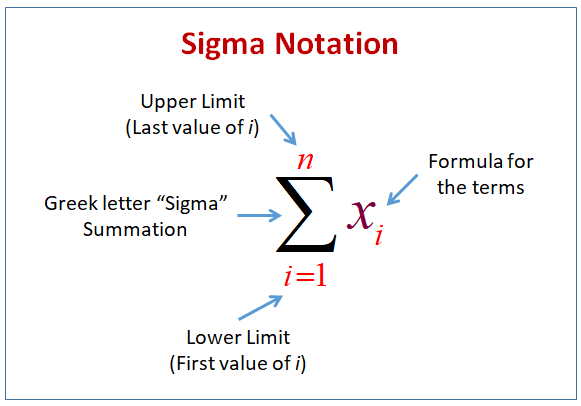 Sigma Notation
Upper Limit
(Last value of i)
n
Formula for
the terms
Greek letter “Sigma”
Summation
∑ xᵢ
i=1
Lower Limit
(First value of i)